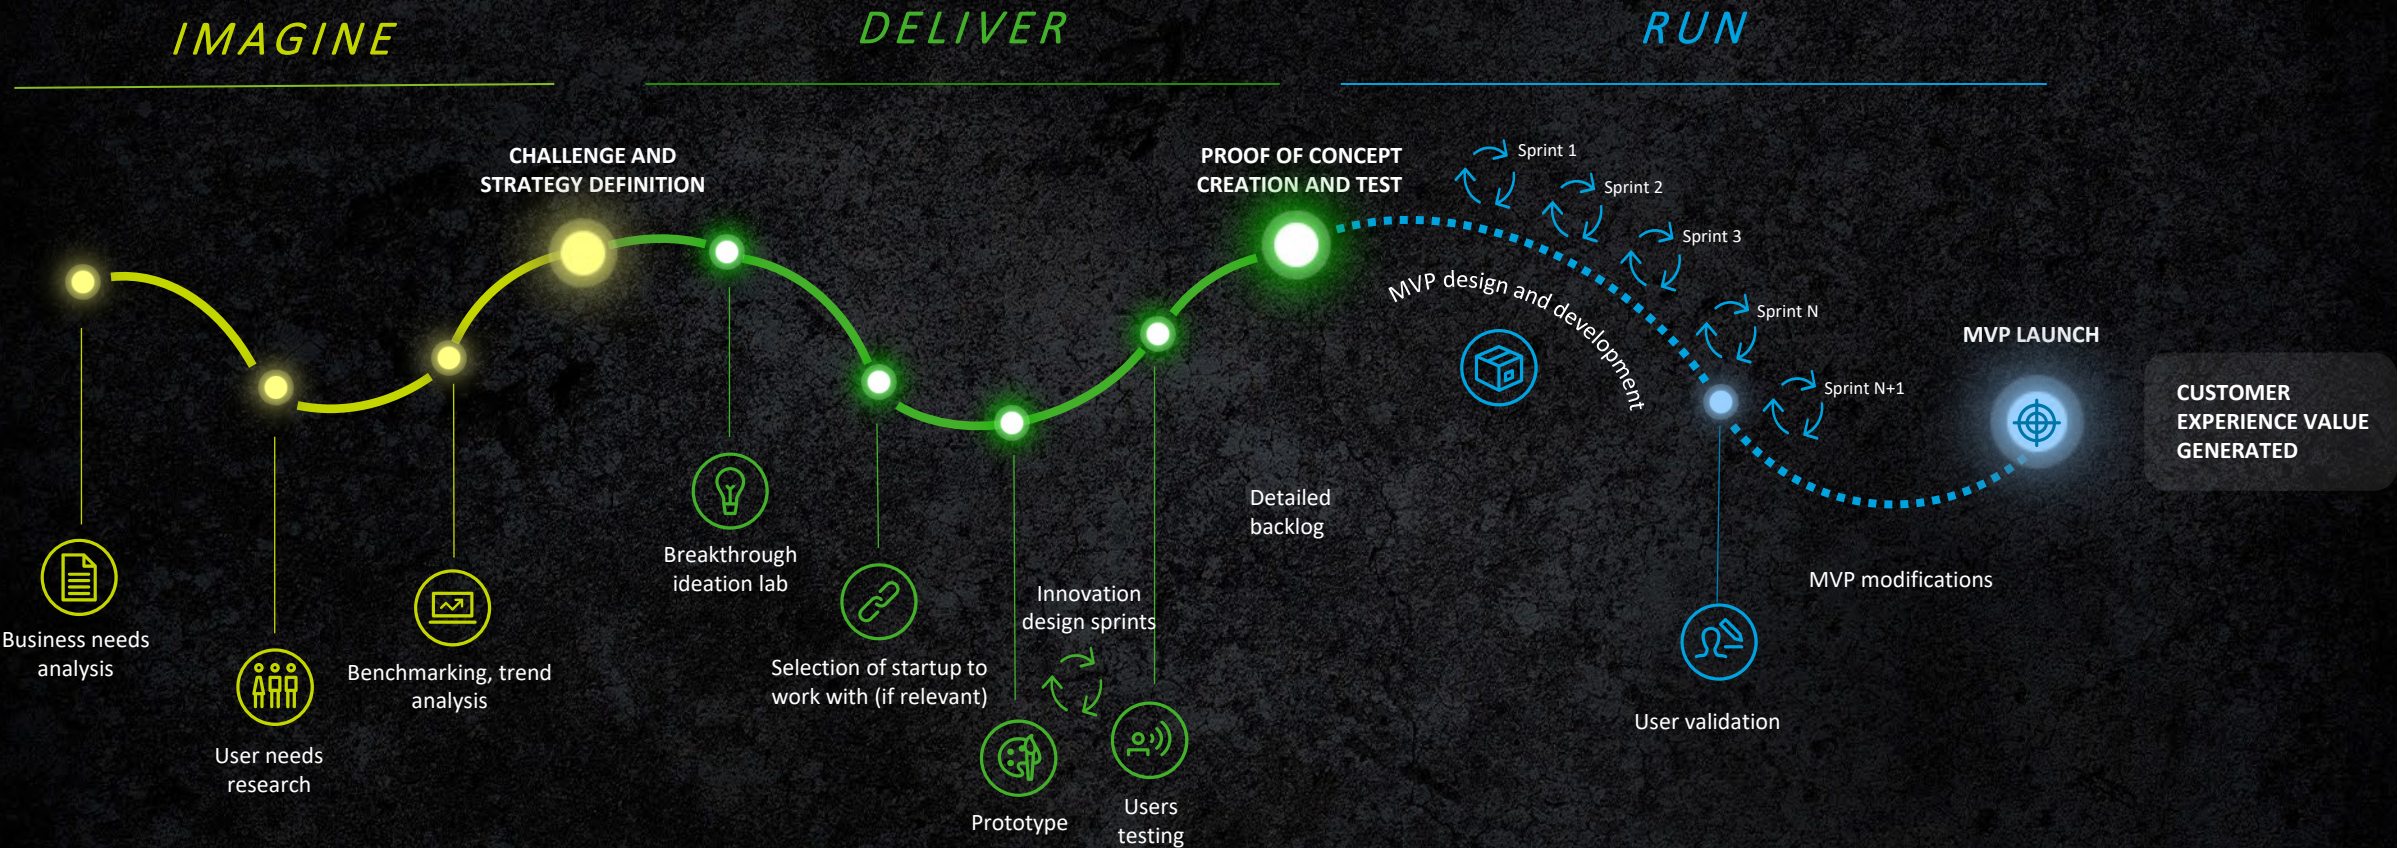 IMAGINE
DELIVER
RUN
CHALLENGE AND
STRATEGY DEFINITION
PROOF OF CONCEPT
CREATION AND TEST
Sprint 1
Sprint 2
Sprint 3
Sprint N
Sprint N+1
MVP design and development
MVP LAUNCH
CUSTOMER
EXPERIENCE VALUE
GENERATED
Business needs
analysis
User needs
research
Benchmarking, trend
analysis
Breakthrough
ideation lab
Selection of startup to
work with (if relevant)
Innovation
design sprints
Prototype
Users
testing
Detailed
backlog
User validation
MVP modifications